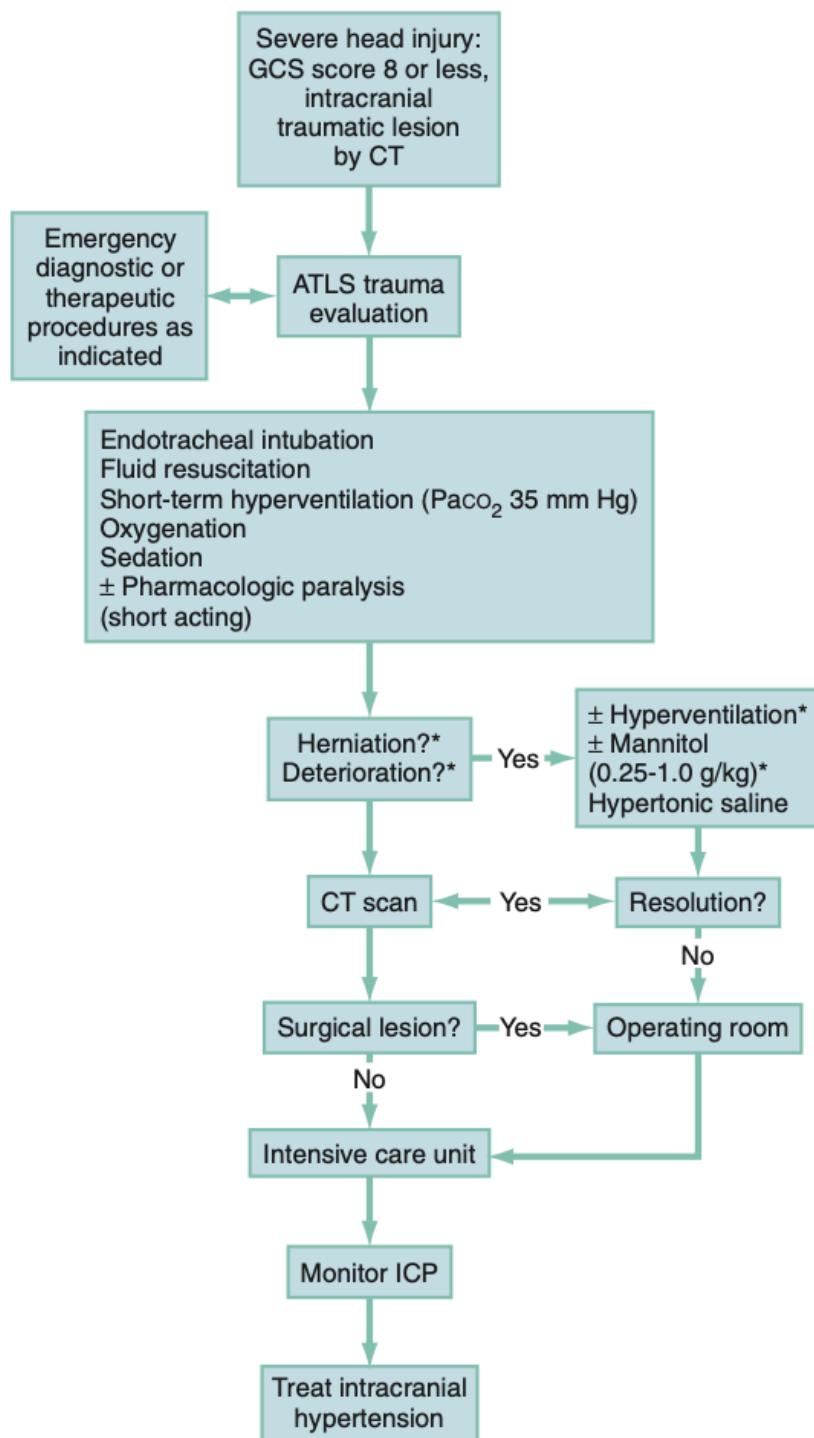 Severe head injury:
GCS score 8 or less,
intracranial
traumatic lesion
by CT
Emergency
diagnostic or
therapeutic
procedures as
indicated
ATLS trauma
evaluation
Endotracheal intubation
Fluid resuscitation
Short-term hyperventilation (PaCO₂ 35 mm Hg)
Oxygenation
Sedation
± Pharmacologic paralysis
(short acting)
Herniation?*
Deterioration?*
Yes
± Hyperventilation*
± Mannitol
(0.25-1.0 g/kg)*
Hypertonic saline
CT scan
Yes
Resolution?
No
Surgical lesion?
Yes
Operating room
No
Intensive care unit
Monitor ICP
Treat intracranial
hypertension